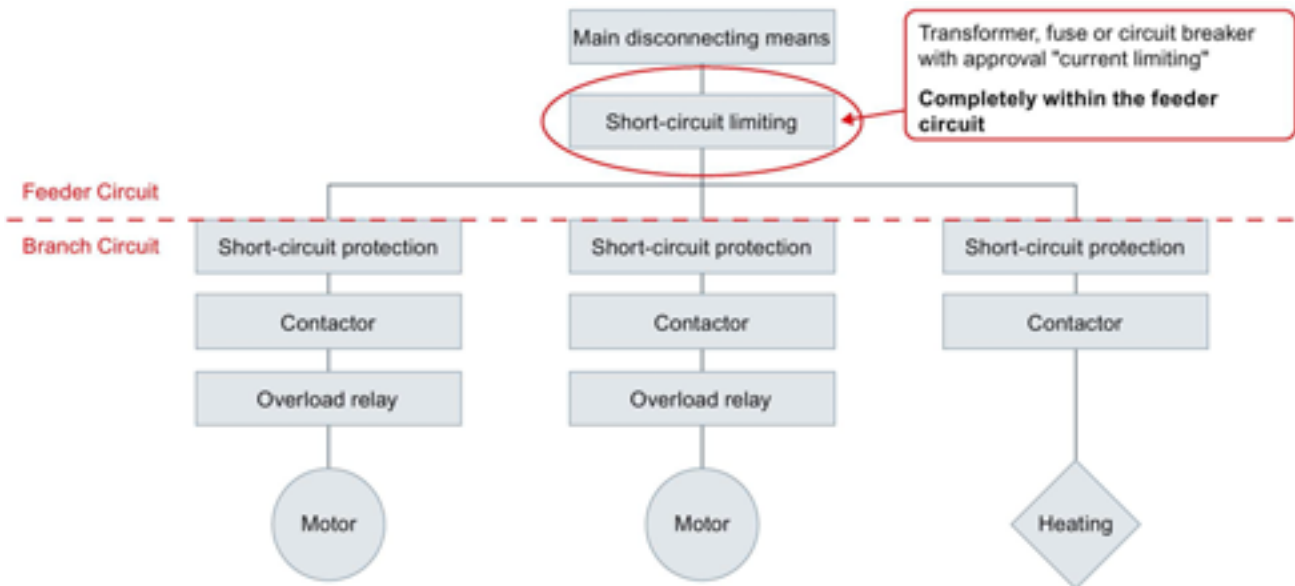 Main disconnecting means
Transformer, fuse or circuit breaker
with approval "current limiting"
Completely within the feeder
circuit
Short-circuit limiting
Feeder Circuit
Branch Circuit
Short-circuit protection
Short-circuit protection
Short-circuit protection
Contactor
Contactor
Contactor
Overload relay
Overload relay
Motor
Motor
Heating